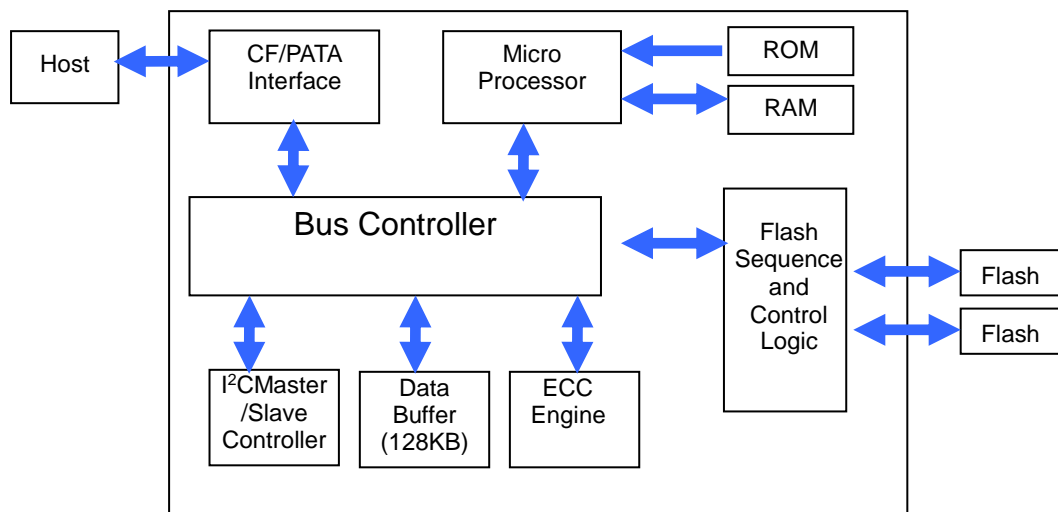 Host
CF/PATA
Interface
Micro
Processor
ROM
RAM
Bus Controller
Flash
Sequence
and
Control
Logic
Flash
Flash
I²CMaster
/Slave
Controller
Data
Buffer
(128KB)
ECC
Engine